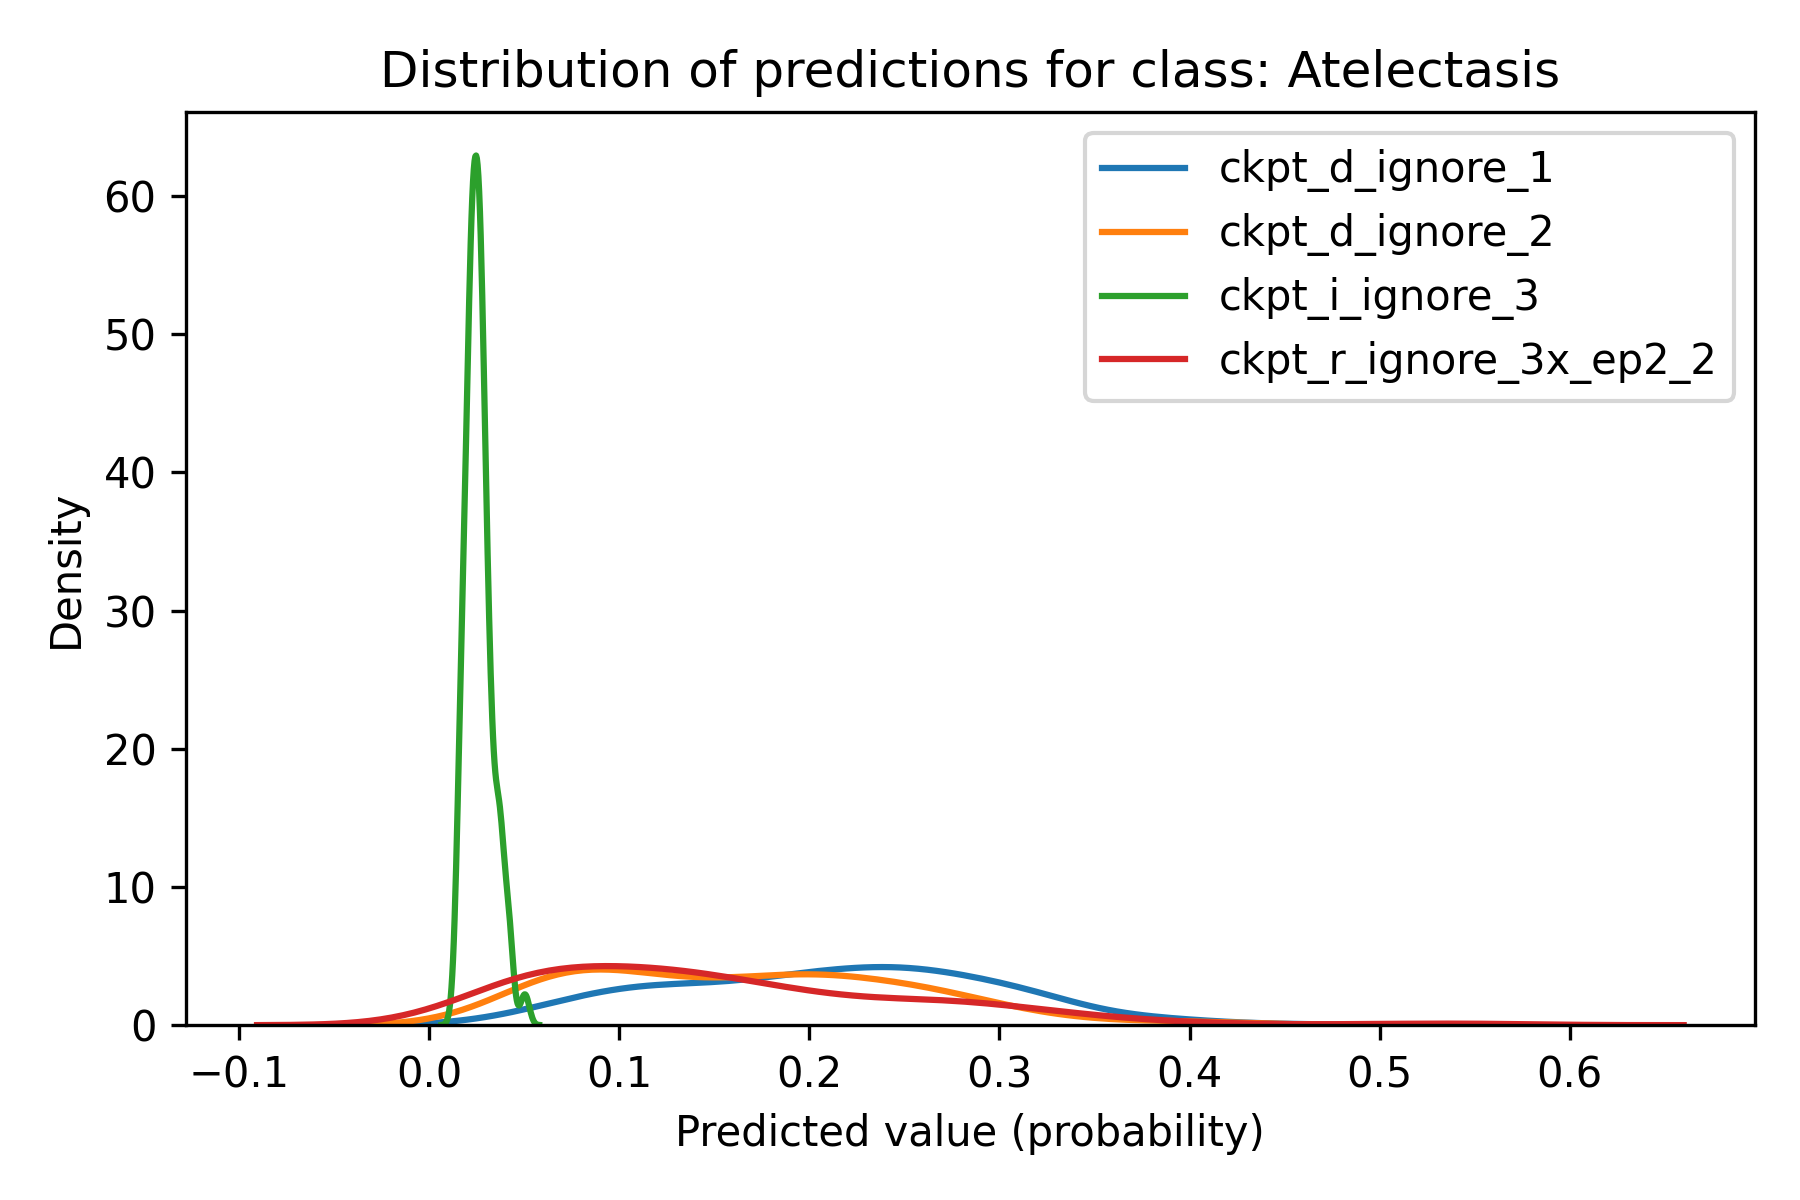 Distribution of predictions for class: Atelectasis
ckpt_d_ignore_1
ckpt_d_ignore_2
ckpt_i_ignore_3
ckpt_r_ignore_3x_ep2_2
Density
60
50
40
30
20
10
0
−0.1 0.0 0.1 0.2 0.3 0.4 0.5 0.6
Predicted value (probability)